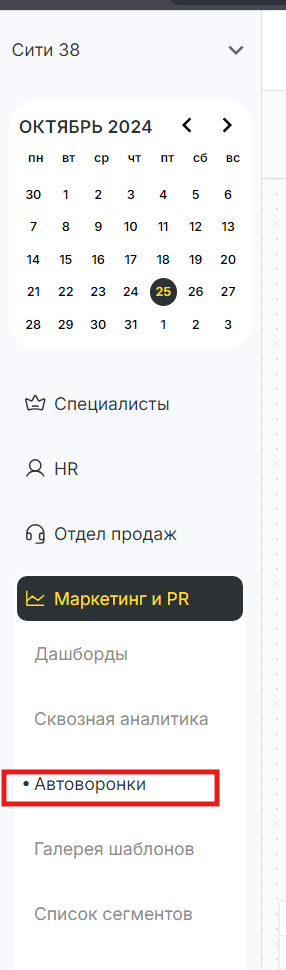 Сити 38
ОКТЯБРЬ 2024
пн вт ср чт пт сб вс
30 1 2 3 4 5 6
7 8 9 10 11 12 13
14 15 16 17 18 19 20
21 22 23 24 25 26 27
28 29 30 31 1 2 3
Специалисты
HR
Отдел продаж
Маркетинг и PR
Дашборды
Сквозная аналитика
• Автоворонки
Галерея шаблонов
Список сегментов